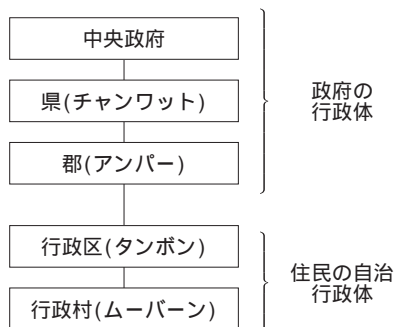 中央政府
県(チャンワット)
郡(アンパー)
政府の
行政体
行政区(タンボン)
行政村(ムーバーン)
住民の自治
行政体